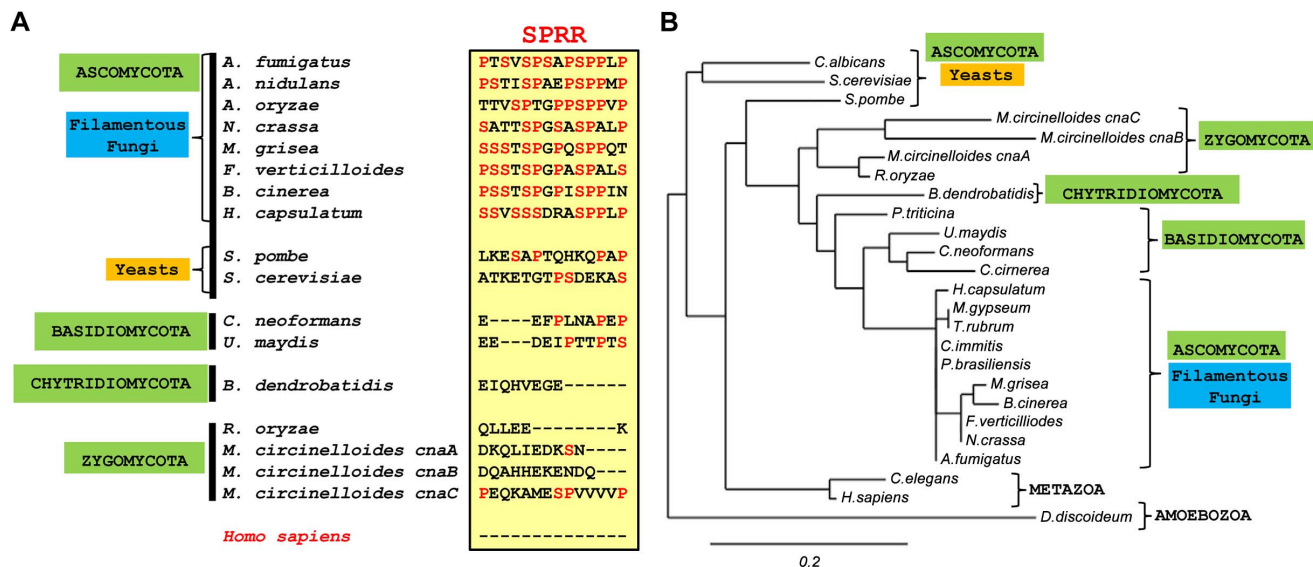 A
SPRR
ASCOMYCOTA
Filamentous
Fungi
A. fumigatus PTSVSPSAPSPPLP
A. nidulans PSTISPAEPSPPMP
A. oryzae TTVSPTGPPSPPVP
N. crassa SATTSPGSASPALP
M. grisea SSSTSPGPQSPPQT
F. verticilloides PSSTSPGPASPALS
B. cinerea PSSTSPGPISPPIN
H. capsulatum SSVSSSDRASPPLP
Yeasts
S. pombe LKESAPTQHKQPAP
S. cerevisiae ATKETGTPSDEKAS
BASIDIOMYCOTA
C. neoformans E----EFPLNAPEP
U. maydis EE---DEIPTTPTS
CHYTRIDIOMYCOTA
B. dendrobatidis EIQHVEGE------
ZYGOMYCOTA
R. oryzae QLLEE--------K
M. circinelloides cnaA DKQLIEDKSN----
M. circinelloides cnaB DQAHHEKENDQ---
M. circinelloides cnaC PEQKAMESPVVVVP
Homo sapiens --------------
B
C.albicans
S.cerevisiae
S.pombe
ASCOMYCOTA
Yeasts
M.circinelloides cnaC
M.circinelloides cnaB
M.circinelloides cnaA
R.oryzae
ZYGOMYCOTA
B.dendrobatidis
CHYTRIDIOMYCOTA
P.triticina
U.maydis
C.neoformans
C.cirnerea
BASIDIOMYCOTA
H.capsulatum
M.gypseum
T.rubrum
C.immitis
P.brasiliensis
M.grisea
B.cinerea
F.verticilliodes
N.crassa
A.fumigatus
ASCOMYCOTA
Filamentous
Fungi
C.elegans
H.sapiens
METAZOA
D.discoideum
AMOEBOZOA
0.2